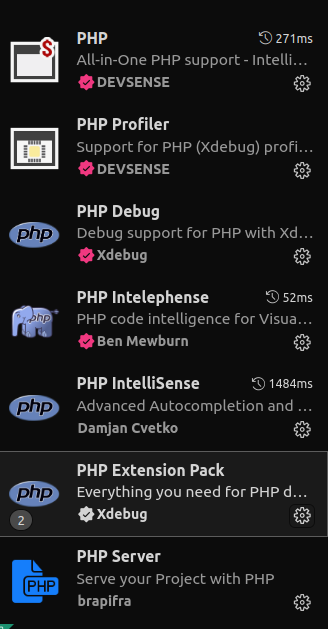 PHP 271ms
All-in-One PHP support - Intelli...
DEVSENSE
PHP Profiler
Support for PHP (Xdebug) profi...
DEVSENSE
PHP Debug
Debug support for PHP with Xd...
Xdebug
PHP Intelephense 52ms
PHP code intelligence for Visua...
Ben Mewburn
PHP IntelliSense 1484ms
Advanced Autocompletion and ...
Damjan Cvetko
PHP Extension Pack
Everything you need for PHP d...
Xdebug
PHP Server
Serve your Project with PHP
brapifra
$
php
php
php
php
php
2
PHP